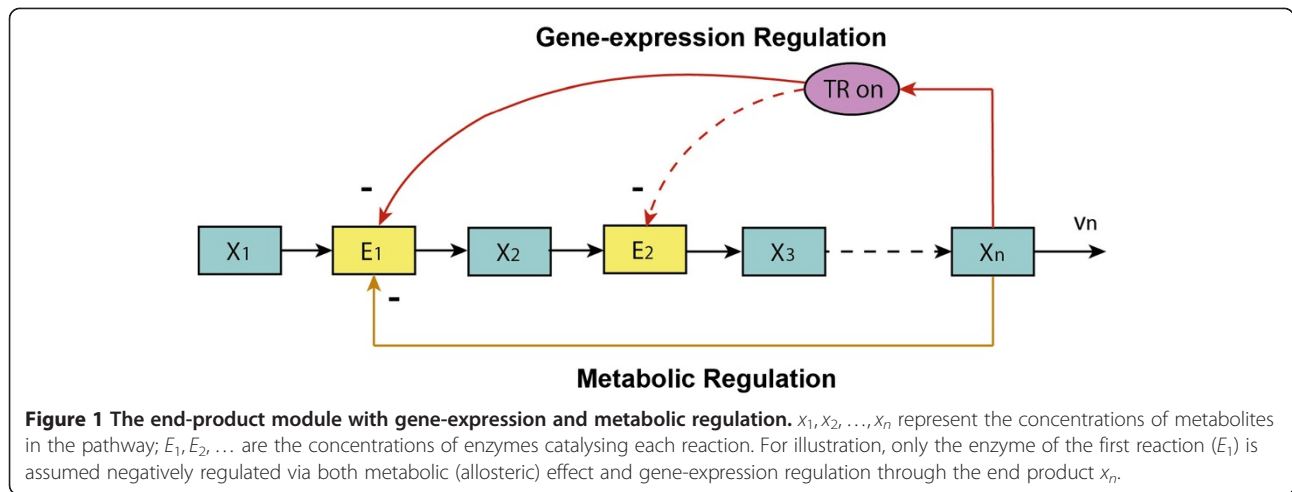 Gene-expression Regulation
TR on
-
-
X1
E1
X2
E2
X3
Xn
vn
-
Metabolic Regulation
Figure 1 The end-product module with gene-expression and metabolic regulation. x₁, x₂, …, xₙ represent the concentrations of metabolites
in the pathway; E₁, E₂, … are the concentrations of enzymes catalysing each reaction. For illustration, only the enzyme of the first reaction (E₁) is
assumed negatively regulated via both metabolic (allosteric) effect and gene-expression regulation through the end product xₙ.